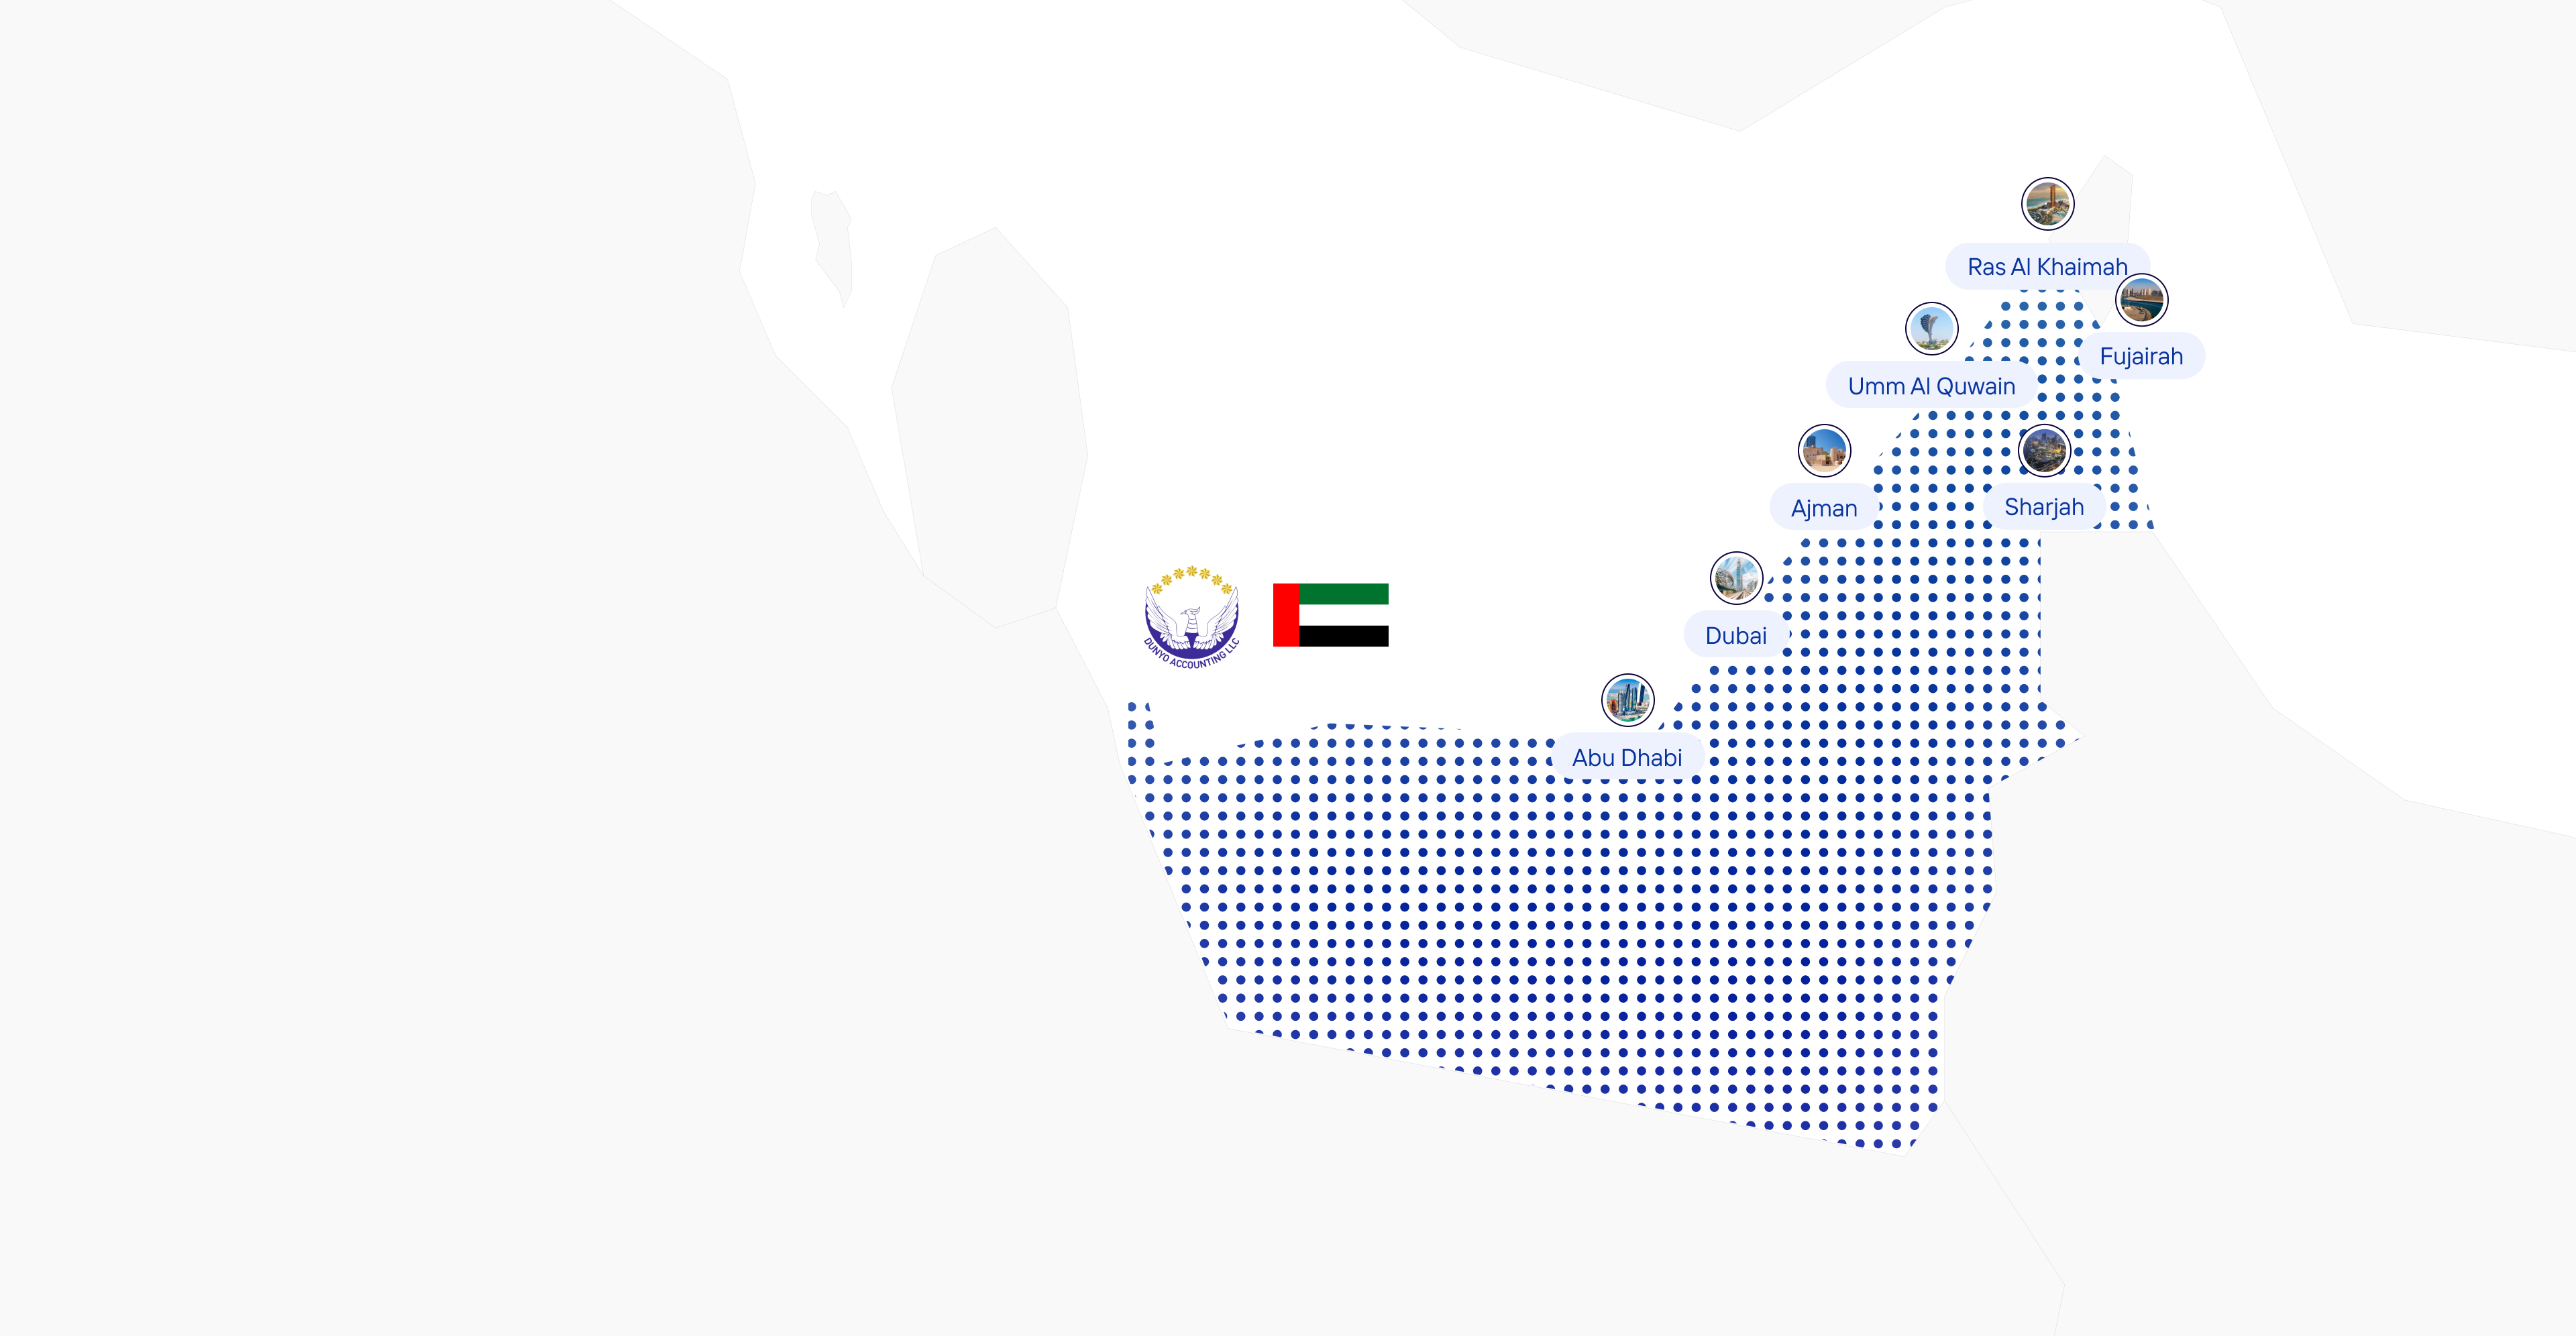 Ras Al Khaimah
Fujairah
Umm Al Quwain
Ajman
Sharjah
DUNYO ACCOUNTING LLC
Dubai
Abu Dhabi